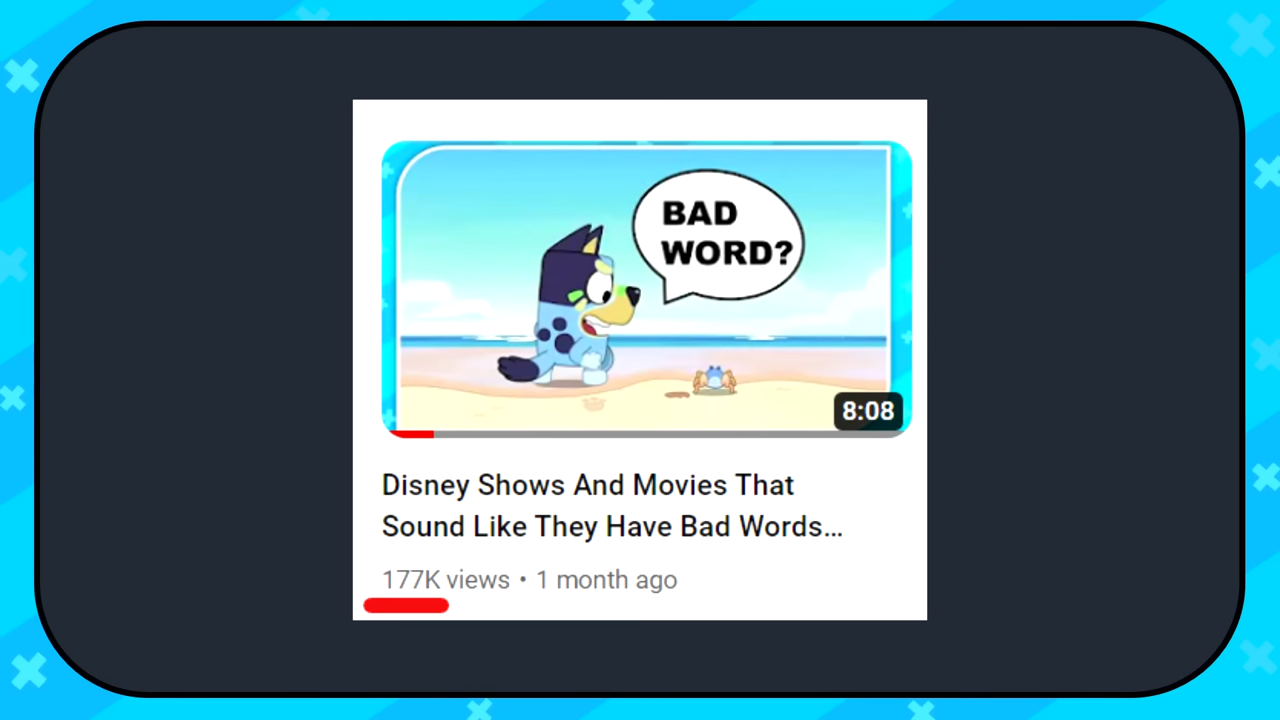 BAD
WORD?
8:08
Disney Shows And Movies That
Sound Like They Have Bad Words...
177K views • 1 month ago